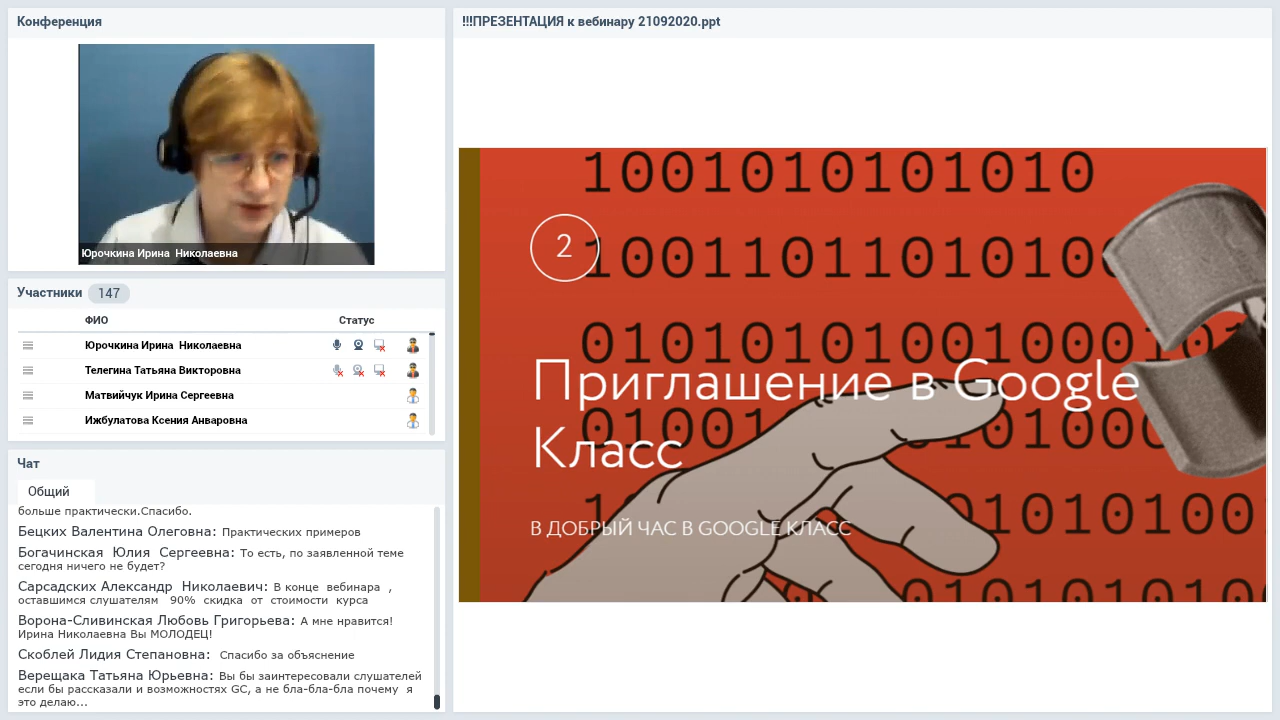 Конференция
Юрочкина Ирина  Николаевна
Участники 147
ФИО Статус
Юрочкина Ирина  Николаевна
Телегина Татьяна Викторовна
Матвийчук Ирина Сергеевна
Ижбулатова Ксения Анваровна
Чат
Общий
больше практически.Спасибо.
Бецких Валентина Олеговна: Практических примеров
Богачинская  Юлия  Сергеевна: То есть, по заявленной теме
сегодня ничего не будет?
Сарсадских Александр  Николаевич: В конце  вебинара  ,
оставшимся слушателям   90%  скидка  от  стоимости  курса
Ворона-Сливинская Любовь Григорьева: А мне нравится!
Ирина Николаевна Вы МОЛОДЕЦ!
Скоблей Лидия Степановна:  Спасибо за объяснение
Верещака Татьяна Юрьевна: Вы бы заинтересовали слушателей
если бы рассказали и возможностях GC, а не бла-бла-бла почему  я
это делаю...
!!!ПРЕЗЕНТАЦИЯ к вебинару 21092020.ppt
1001010101010
2
Приглашение в Google
Класс
В ДОБРЫЙ ЧАС В GOOGLE КЛАСС